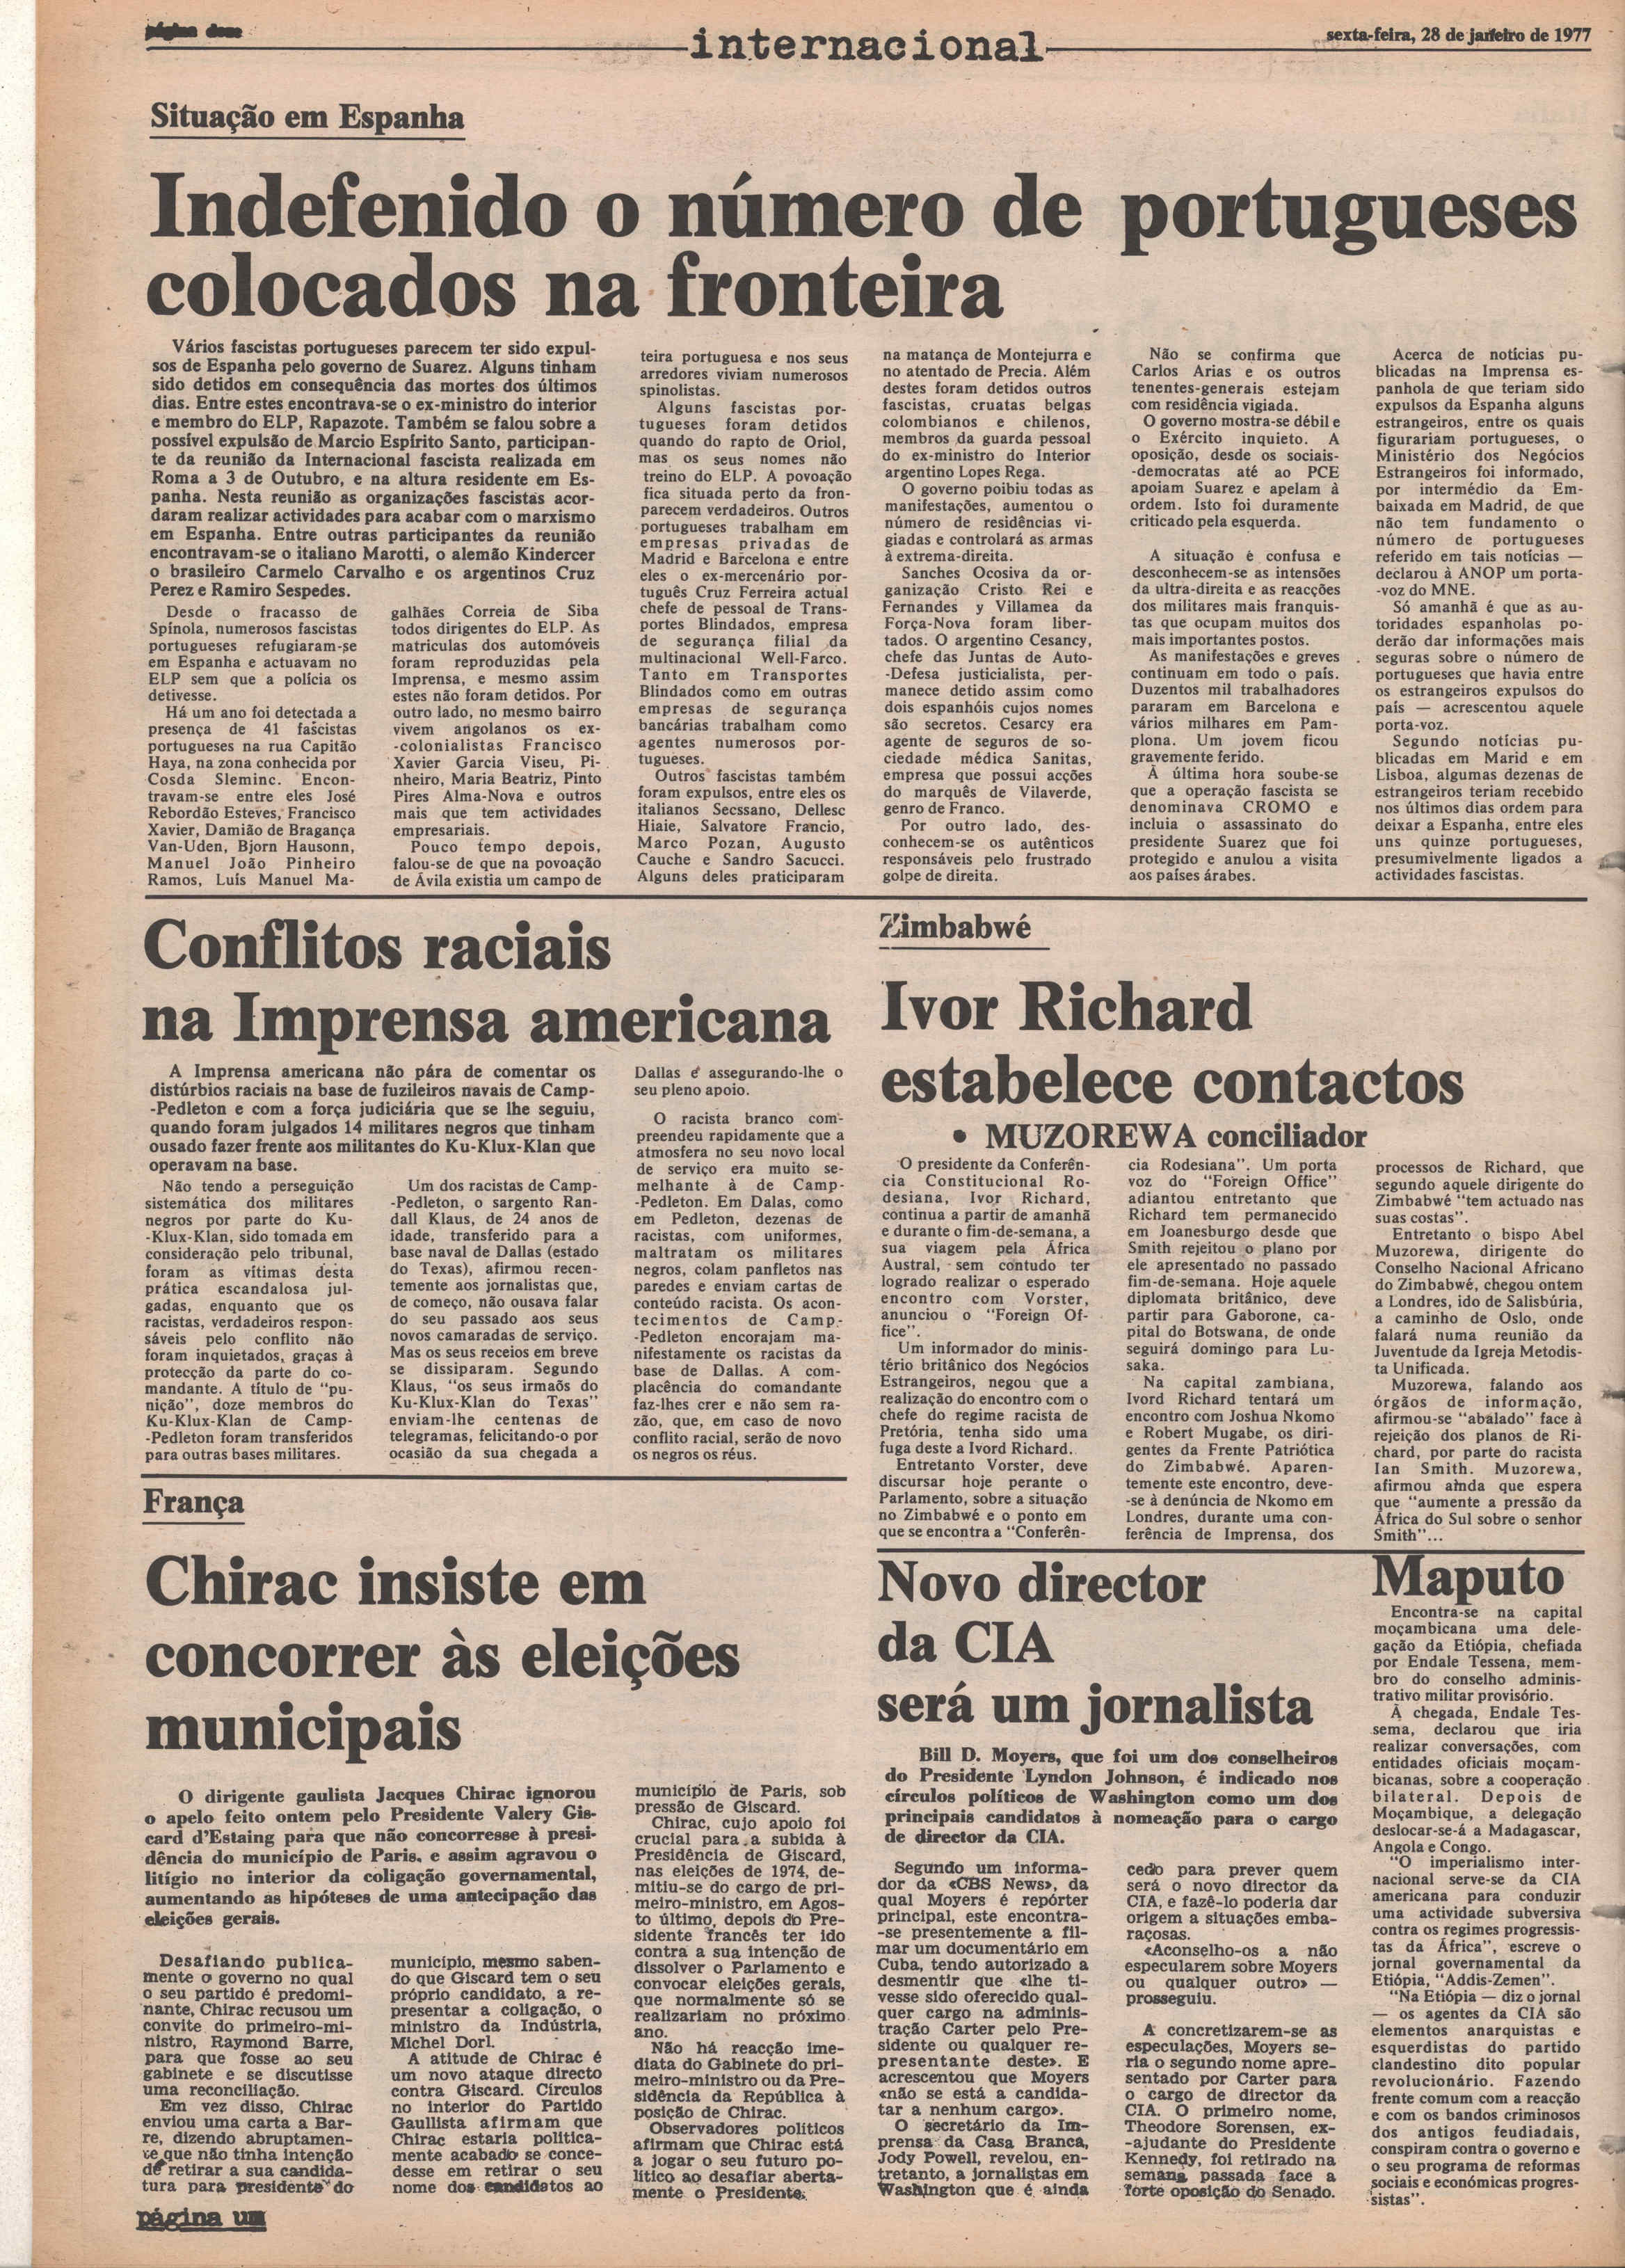 página doze
internacional
sexta-feira, 28 de janeiro de 1977
Situação em Espanha
Indefenido o número de portugueses
colocados na fronteira
Vários fascistas portugueses parecem ter sido expul-
sos de Espanha pelo governo de Suarez. Alguns tinham
sido detidos em consequência das mortes dos últimos
dias. Entre estes encontrava-se o ex-ministro do interior
e membro do ELP, Rapazote. Também se falou sobre a
possível expulsão de Marcio Espírito Santo, participan-
te da reunião da Internacional fascista realizada em
Roma a 3 de Outubro, e na altura residente em Es-
panha. Nesta reunião as organizações fascistas acor-
daram realizar actividades para acabar com o marxismo
em Espanha. Entre outras participantes da reunião
encontravam-se o italiano Marotti, o alemão Kindercer
o brasileiro Carmelo Carvalho e os argentinos Cruz
Perez e Ramiro Sespedes.
Desde o fracasso de
Spínola, numerosos fascistas
portugueses refugiaram-se
em Espanha e actuavam no
ELP sem que a polícia os
detivesse.
Há um ano foi detectada a
presença de 41 fascistas
portugueses na rua Capitão
Haya, na zona conhecida por
Cosda Sleminc. Encon-
travam-se entre eles José
Rebordão Esteves, Francisco
Xavier, Damião de Bragança
Van-Uden, Bjorn Hausonn,
Manuel João Pinheiro
Ramos, Luís Manuel Ma-
galhães Correia de Siba
todos dirigentes do ELP. As
matriculas dos automóveis
foram reproduzidas pela
Imprensa, e mesmo assim
estes não foram detidos. Por
outro lado, no mesmo bairro
vivem angolanos os ex-
-colonialistas Francisco
Xavier Garcia Viseu, Pi-
nheiro, Maria Beatriz, Pinto
Pires Alma-Nova e outros
mais que tem actividades
empresariais.
Pouco tempo depois,
falou-se de que na povoação
de Ávila existia um campo de
teira portuguesa e nos seus
arredores viviam numerosos
spinolistas.
Alguns fascistas por-
tugueses foram detidos
quando do rapto de Oriol,
mas os seus nomes não
treino do ELP. A povoação
fica situada perto da fron-
parecem verdadeiros. Outros
portugueses trabalham em
empresas privadas de
Madrid e Barcelona e entre
eles o ex-mercenário por-
tuguês Cruz Ferreira actual
chefe de pessoal de Trans-
portes Blindados, empresa
de segurança filial da
multinacional Well-Farco.
Tanto em Transportes
Blindados como em outras
empresas de segurança
bancárias trabalham como
agentes numerosos por-
tugueses.
Outros fascistas também
foram expulsos, entre eles os
italianos Secssano, Dellesc
Hiaie, Salvatore Francio,
Marco Pozan, Augusto
Cauche e Sandro Sacucci.
Alguns deles praticiparam
na matança de Montejurra e
no atentado de Precia. Além
destes foram detidos outros
fascistas, cruatas belgas
colombianos e chilenos,
membros da guarda pessoal
do ex-ministro do Interior
argentino Lopes Rega.
O governo poibiu todas as
manifestações, aumentou o
número de residências vi-
giadas e controlará as armas
à extrema-direita.
Sanches Ocosiva da or-
ganização Cristo Rei e
Fernandes y Villamea da
Força-Nova foram liber-
tados. O argentino Cesancy,
chefe das Juntas de Auto-
-Defesa justicialista, per-
manece detido assim como
dois espanhóis cujos nomes
são secretos. Cesarcy era
agente de seguros de so-
ciedade médica Sanitas,
empresa que possui acções
do marquês de Vilaverde,
genro de Franco.
Por outro lado, des-
conhecem-se os autênticos
responsáveis pelo frustrado
golpe de direita.
Não se confirma que
Carlos Arias e os outros
tenentes-generais estejam
com residência vigiada.
O governo mostra-se débil e
o Exército inquieto. A
oposição, desde os sociais-
-democratas até ao PCE
apoiam Suarez e apelam à
ordem. Isto foi duramente
criticado pela esquerda.
A situação é confusa e
desconhecem-se as intensões
da ultra-direita e as reacções
dos militares mais franquis-
tas que ocupam muitos dos
mais importantes postos.
As manifestações e greves
continuam em todo o país.
Duzentos mil trabalhadores
pararam em Barcelona e
vários milhares em Pam-
plona. Um jovem ficou
gravemente ferido.
À última hora soube-se
que a operação fascista se
denominava CROMO e
incluia o assassinato do
presidente Suarez que foi
protegido e anulou a visita
aos países árabes.
Acerca de notícias pu-
blicadas na Imprensa es-
panhola de que teriam sido
expulsos da Espanha alguns
estrangeiros, entre os quais
figurariam portugueses, o
Ministério dos Negócios
Estrangeiros foi informado,
por intermédio da Em-
baixada em Madrid, de que
não tem fundamento o
número de portugueses
referido em tais notícias —
declarou à ANOP um porta-
-voz do MNE.
Só amanhã é que as au-
toridades espanholas po-
derão dar informações mais
seguras sobre o número de
portugueses que havia entre
os estrangeiros expulsos do
país — acrescentou aquele
porta-voz.
Segundo notícias pu-
blicadas em Marid e em
Lisboa, algumas dezenas de
estrangeiros teriam recebido
nos últimos dias ordem para
deixar a Espanha, entre eles
uns quinze portugueses,
presumivelmente ligados a
actividades fascistas.
Conflitos raciais
na Imprensa americana
A Imprensa americana não pára de comentar os
distúrbios raciais na base de fuzileiros navais de Camp-
-Pedleton e com a força judiciária que se lhe seguiu,
quando foram julgados 14 militares negros que tinham
ousado fazer frente aos militantes do Ku-Klux-Klan que
operavam na base.
Não tendo a perseguição
sistemática dos militares
negros por parte do Ku-
-Klux-Klan, sido tomada em
consideração pelo tribunal,
foram as vítimas desta
prática escandalosa jul-
gadas, enquanto que os
racistas, verdadeiros respon-
sáveis pelo conflito não
foram inquietados, graças à
protecção da parte do co-
mandante. A título de "pu-
nição", doze membros do
Ku-Klux-Klan de Camp-
-Pedleton foram transferidos
para outras bases militares.
Um dos racistas de Camp-
-Pedleton, o sargento Ran-
dall Klaus, de 24 anos de
idade, transferido para a
base naval de Dallas (estado
do Texas), afirmou recen-
temente aos jornalistas que,
de começo, não ousava falar
do seu passado aos seus
novos camaradas de serviço.
Mas os seus receios em breve
se dissiparam. Segundo
Klaus, "os seus irmaõs do
Ku-Klux-Klan do Texas"
enviam-lhe centenas de
telegramas, felicitando-o por
ocasião da sua chegada a
Dallas e assegurando-lhe o
seu pleno apoio.
O racista branco com-
preendeu rapidamente que a
atmosfera no seu novo local
de serviço era muito se-
melhante à de Camp-
-Pedleton. Em Dalas, como
em Pedleton, dezenas de
racistas, com uniformes,
maltratam os militares
negros, colam panfletos nas
paredes e enviam cartas de
conteúdo racista. Os acon-
tecimentos de Camp-
-Pedleton encorajam ma-
nifestamente os racistas da
base de Dallas. A com-
placência do comandante
faz-lhes crer e não sem ra-
zão, que, em caso de novo
conflito racial, serão de novo
os negros os réus.
Zimbabwé
Ivor Richard
estabelece contactos
• MUZOREWA conciliador
O presidente da Conferên-
cia Constitucional Ro-
desiana, Ivor Richard,
continua a partir de amanhã
e durante o fim-de-semana, a
sua viagem pela África
Austral, sem contudo ter
logrado realizar o esperado
encontro com Vorster,
anunciou o "Foreign Of-
fice".
Um informador do minis-
tério britânico dos Negócios
Estrangeiros, negou que a
realização do encontro com o
chefe do regime racista de
Pretória, tenha sido uma
fuga deste a Ivord Richard.
Entretanto Vorster, deve
discursar hoje perante o
Parlamento, sobre a situação
no Zimbabwé e o ponto em
que se encontra a "Conferên-
cia Rodesiana". Um porta
voz do "Foreign Office"
adiantou entretanto que
Richard tem permanecido
em Joanesburgo desde que
Smith rejeitou o plano por
ele apresentado no passado
fim-de-semana. Hoje aquele
diplomata britânico, deve
partir para Gaborone, ca-
pital do Botswana, de onde
seguirá domingo para Lu-
saka.
Na capital zambiana,
Ivord Richard tentará um
encontro com Joshua Nkomo
e Robert Mugabe, os diri-
gentes da Frente Patriótica
do Zimbabwé. Aparen-
temente este encontro, deve-
-se à denúncia de Nkomo em
Londres, durante uma con-
ferência de Imprensa, dos
processos de Richard, que
segundo aquele dirigente do
Zimbabwé "tem actuado nas
suas costas".
Entretanto o bispo Abel
Muzorewa, dirigente do
Conselho Nacional Africano
do Zimbabwé, chegou ontem
a Londres, ido de Salisbúria,
a caminho de Oslo, onde
falará numa reunião da
Juventude da Igreja Metodis-
ta Unificada.
Muzorewa, falando aos
órgãos de informação,
afirmou-se "abalado" face à
rejeição dos planos de Ri-
chard, por parte do racista
Ian Smith. Muzorewa,
afirmou ainda que espera
que "aumente a pressão da
África do Sul sobre o senhor
Smith"...
França
Chirac insiste em
concorrer às eleições
municipais
O dirigente gaulista Jacques Chirac ignorou
o apelo feito ontem pelo Presidente Valery Gis-
card d'Estaing para que não concorresse à presi-
dência do município de Paris, e assim agravou o
litígio no interior da coligação governamental,
aumentando as hipóteses de uma antecipação das
eleições gerais.
Desafiando publica-
mente o governo no qual
o seu partido é predomi-
nante, Chirac recusou um
convite do primeiro-mi-
nistro, Raymond Barre,
para que fosse ao seu
gabinete e se discutisse
uma reconciliação.
Em vez disso, Chirac
enviou uma carta a Bar-
re, dizendo abruptamen-
te que não tinha intenção
de retirar a sua candida-
tura para presidente do
município, mesmo saben-
do que Giscard tem o seu
próprio candidato, a re-
presentar a coligação, o
ministro da Indústria,
Michel Dorl.
A atitude de Chirac é
um novo ataque directo
contra Giscard. Círculos
no interior do Partido
Gaullista afirmam que
Chirac estaria politica-
mente acabado se conce-
desse em retirar o seu
nome dos candidatos ao
município de Paris, sob
pressão de Giscard.
Chirac, cujo apoio foi
crucial para a subida à
Presidência de Giscard,
nas eleições de 1974, de-
mitiu-se do cargo de pri-
meiro-ministro, em Agos-
to último, depois do Pre-
sidente francês ter ido
contra a sua intenção de
dissolver o Parlamento e
convocar eleições gerais,
que normalmente só se
realizariam no próximo
ano.
Não há reacção ime-
diata do Gabinete do pri-
meiro-ministro ou da Pre-
sidência da República à
posição de Chirac.
Observadores políticos
afirmam que Chirac está
a jogar o seu futuro po-
lítico ao desafiar aberta-
mente o Presidente.
Novo director
da CIA
será um jornalista
Bill D. Moyers, que foi um dos conselheiros
do Presidente Lyndon Johnson, é indicado nos
círculos políticos de Washington como um dos
principais candidatos à nomeação para o cargo
de director da CIA.
Segundo um informa-
dor da «CBS News», da
qual Moyers é repórter
principal, este encontra-
-se presentemente a fil-
mar um documentário em
Cuba, tendo autorizado a
desmentir que «lhe ti-
vesse sido oferecido qual-
quer cargo na adminis-
tração Carter pelo Pre-
sidente ou qualquer re-
presentante deste». E
acrescentou que Moyers
«não se está a candida-
tar a nenhum cargo».
O secretário da Im-
prensa da Casa Branca,
Jody Powell, revelou, en-
tretanto, a jornalistas em
Washington que é ainda
cedo para prever quem
será o novo director da
CIA, e fazê-lo poderia dar
origem a situações emba-
raçosas.
«Aconselho-os a não
especularem sobre Moyers
ou qualquer outro» —
prosseguiu.
A concretizarem-se as
especulações, Moyers se-
ria o segundo nome apre-
sentado por Carter para
o cargo de director da
CIA. O primeiro nome,
Theodore Sorensen, ex-
-ajudante do Presidente
Kennedy, foi retirado na
semana passada face a
forte oposição do Senado.
Maputo
Encontra-se na capital
moçambicana uma dele-
gação da Etiópia, chefiada
por Endale Tessena, mem-
bro do conselho adminis-
trativo militar provisório.
À chegada, Endale Tes-
sema, declarou que iria
realizar conversações, com
entidades oficiais moçam-
bicanas, sobre a cooperação
bilateral. Depois de
Moçambique, a delegação
deslocar-se-á a Madagascar,
Angola e Congo.
"O imperialismo inter-
nacional serve-se da CIA
americana para conduzir
uma actividade subversiva
contra os regimes progressis-
tas da África", escreve o
jornal governamental da
Etiópia, "Addis-Zemen".
"Na Etiópia — diz o jornal
— os agentes da CIA são
elementos anarquistas e
esquerdistas do partido
clandestino dito popular
revolucionário. Fazendo
frente comum com a reacção
e com os bandos criminosos
dos antigos feudiadais,
conspiram contra o governo e
o seu programa de reformas
sociais e económicas progres-
sistas".
página um